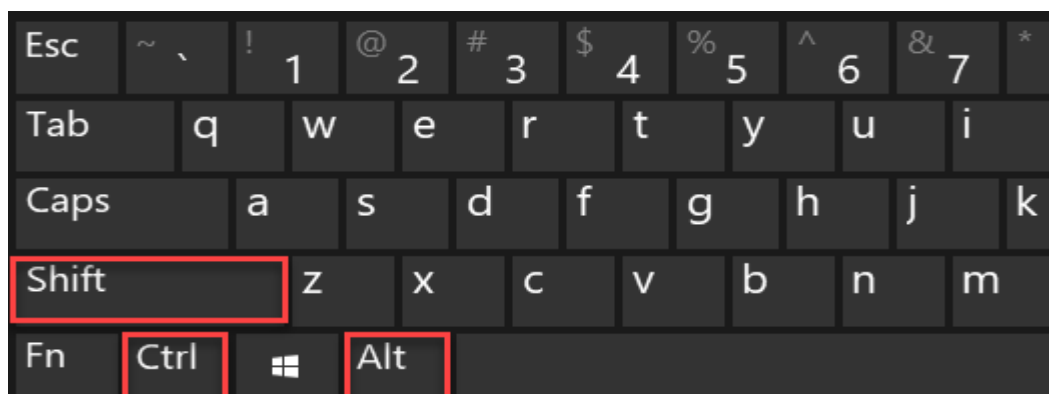 Esc ~ ` ! 1 @ 2 # 3 $ 4 % 5 ^ 6 & 7 *
Tab q w e r t y u i
Caps a s d f g h j k
Shift z x c v b n m
Fn Ctrl Alt